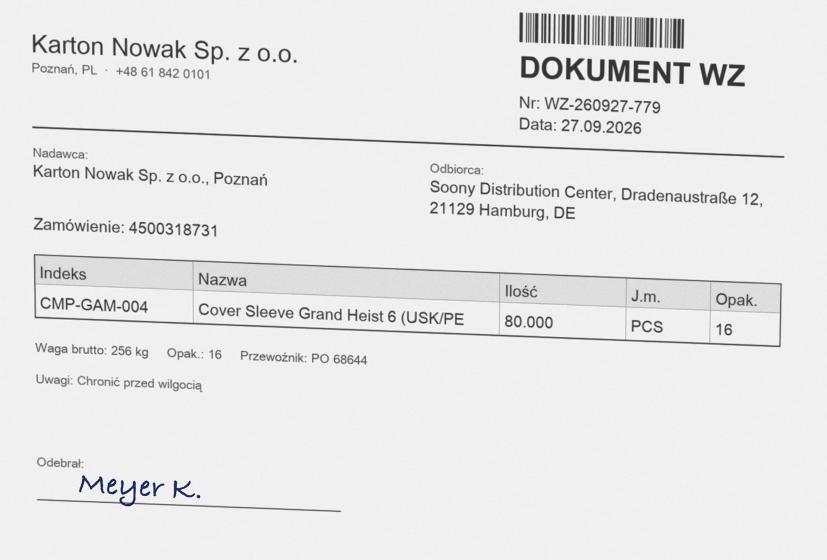 Karton Nowak Sp. z o.o.
Poznań, PL · +48 61 842 0101
DOKUMENT WZ
Nr: WZ-260927-779
Data: 27.09.2026
Nadawca:
Karton Nowak Sp. z o.o., Poznań
Odbiorca:
Soony Distribution Center, Dradenaustraße 12,
21129 Hamburg, DE
Zamówienie: 4500318731
Indeks Nazwa Ilość J.m. Opak.
CMP-GAM-004 Cover Sleeve Grand Heist 6 (USK/PE 80.000 PCS 16
Waga brutto: 256 kg Opak.: 16 Przewoźnik: PO 68644
Uwagi: Chronić przed wilgocią
Odebrał:
Meyer K.